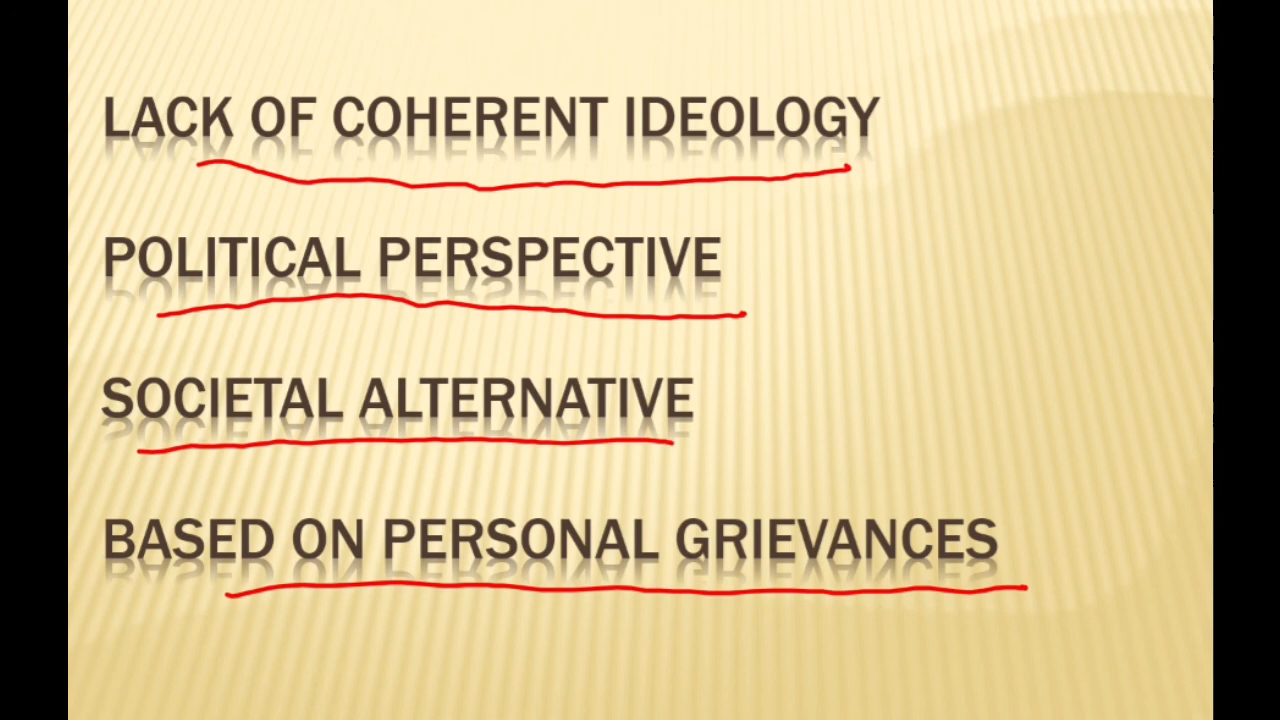 LACK OF COHERENT IDEOLOGY
POLITICAL PERSPECTIVE
SOCIETAL ALTERNATIVE
BASED ON PERSONAL GRIEVANCES